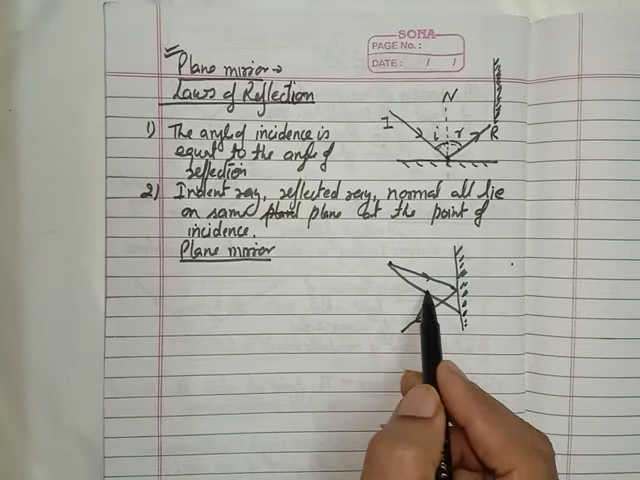 SONA
PAGE No.:
DATE: / /
Plane mirror →
Laws of Reflection
N
I
i
r
R
1) The angle of incidence is
equal to the angle of
reflection
2) Indent ray, reflected ray, normal all lie
on same plane at the point of
incidence.
Plane mirror